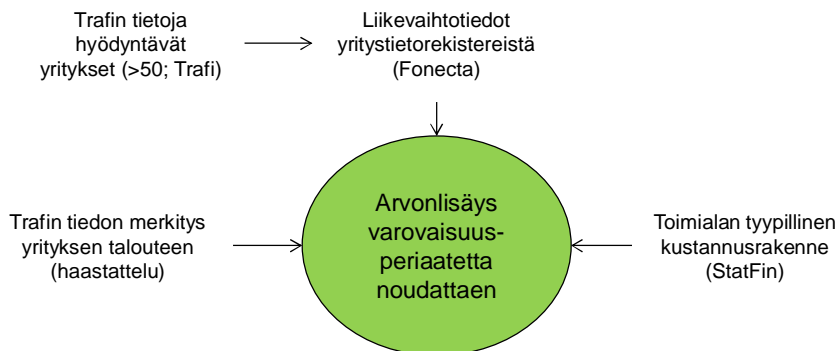 Trafin tietoja
hyödyntävät
yritykset (>50; Trafi)
Liikevaihtotiedot
yritystietorekistereistä
(Fonecta)
Trafin tiedon merkitys
yrityksen talouteen
(haastattelu)
Arvonlisäys
varovaisuus-
periaatetta
noudattaen
Toimialan tyypillinen
kustannusrakenne
(StatFin)